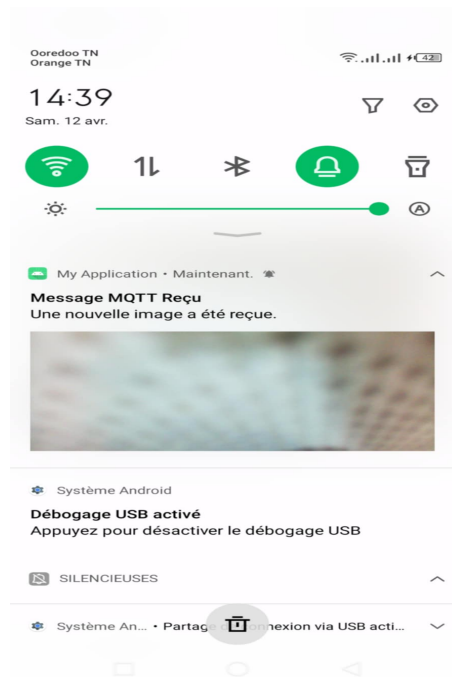 Ooredoo TN
Orange TN
42
14:39
Sam. 12 avr.
A
My Application • Maintenant.
Message MQTT Reçu
Une nouvelle image a été reçue.
Système Android
Débogage USB activé
Appuyez pour désactiver le débogage USB
SILENCIEUSES
Système An... • Partage nexion via USB acti...